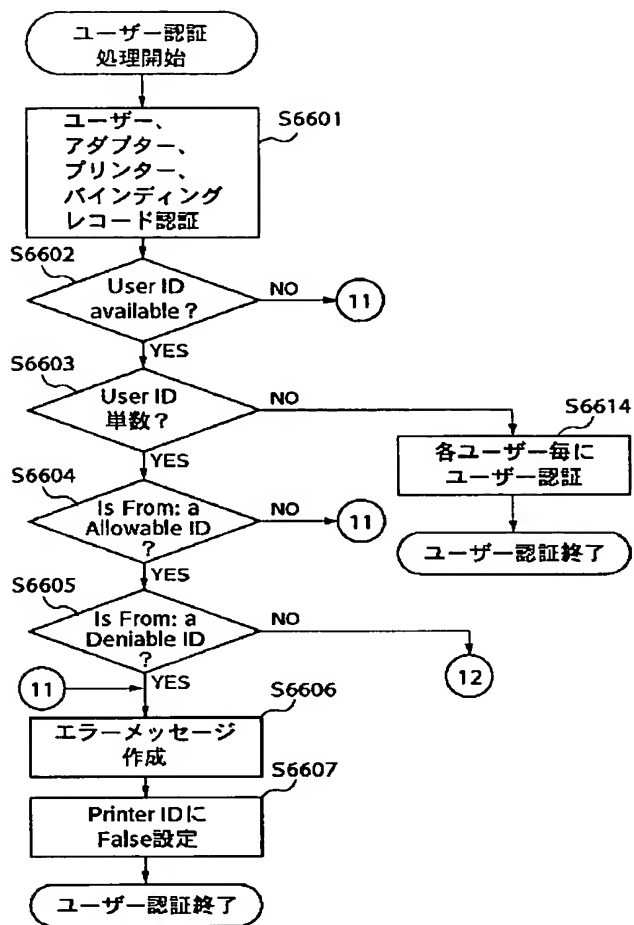 ユーザー認証
処理開始
S6601
ユーザー、
アダプター、
プリンター、
バインディング
レコード認証
S6602
User ID
available?
NO
11
YES
S6603
User ID
単数?
NO
S6614
各ユーザー毎に
ユーザー認証
ユーザー認証終了
YES
S6604
Is From: a
Allowable ID
?
NO
11
YES
S6605
Is From: a
Deniable ID
?
NO
12
11
YES
S6606
エラーメッセージ
作成
S6607
Printer IDに
False設定
ユーザー認証終了